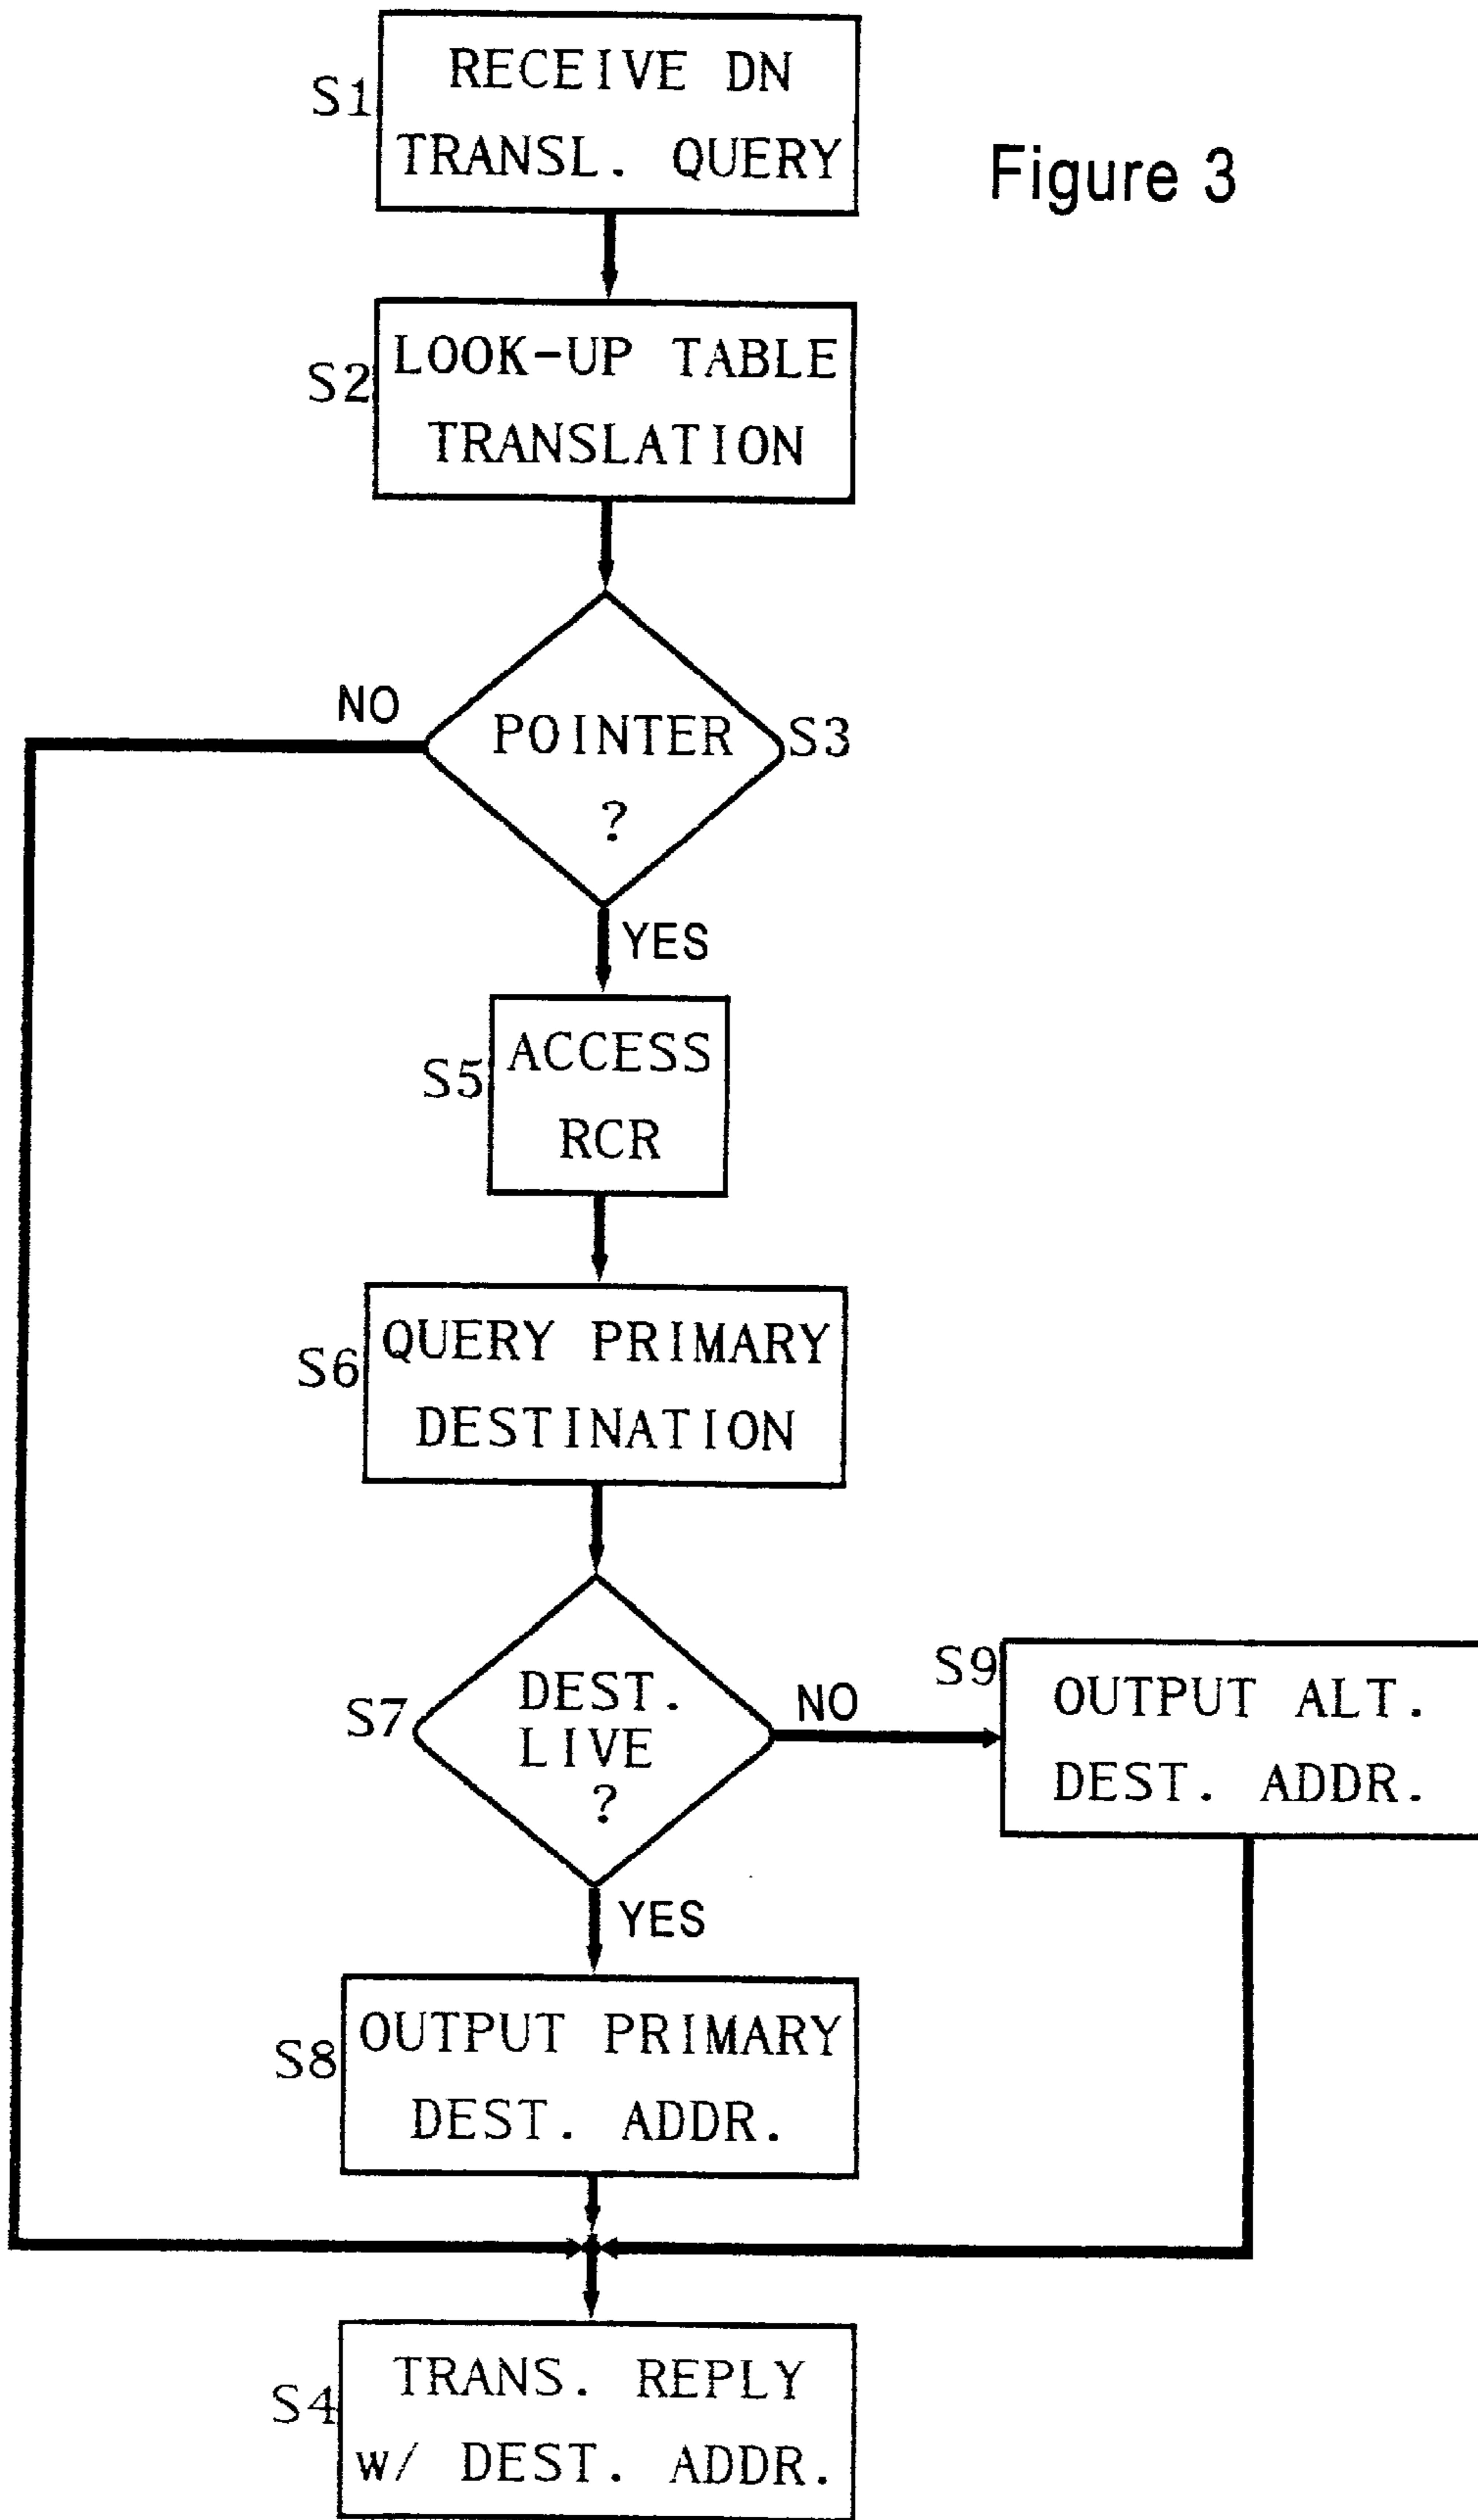 RECEIVE DN
S1
TRANSL. QUERY
Figure 3
LOOK-UP TABLE
S2
TRANSLATION
NO
POINTER
?
S3
YES
ACCESS
S5
RCR
QUERY PRIMARY
S6
DESTINATION
S7
DEST.
LIVE
?
NO
S9
OUTPUT ALT.
DEST. ADDR.
YES
OUTPUT PRIMARY
S8
DEST. ADDR.
TRANS. REPLY
S4
w/ DEST. ADDR.